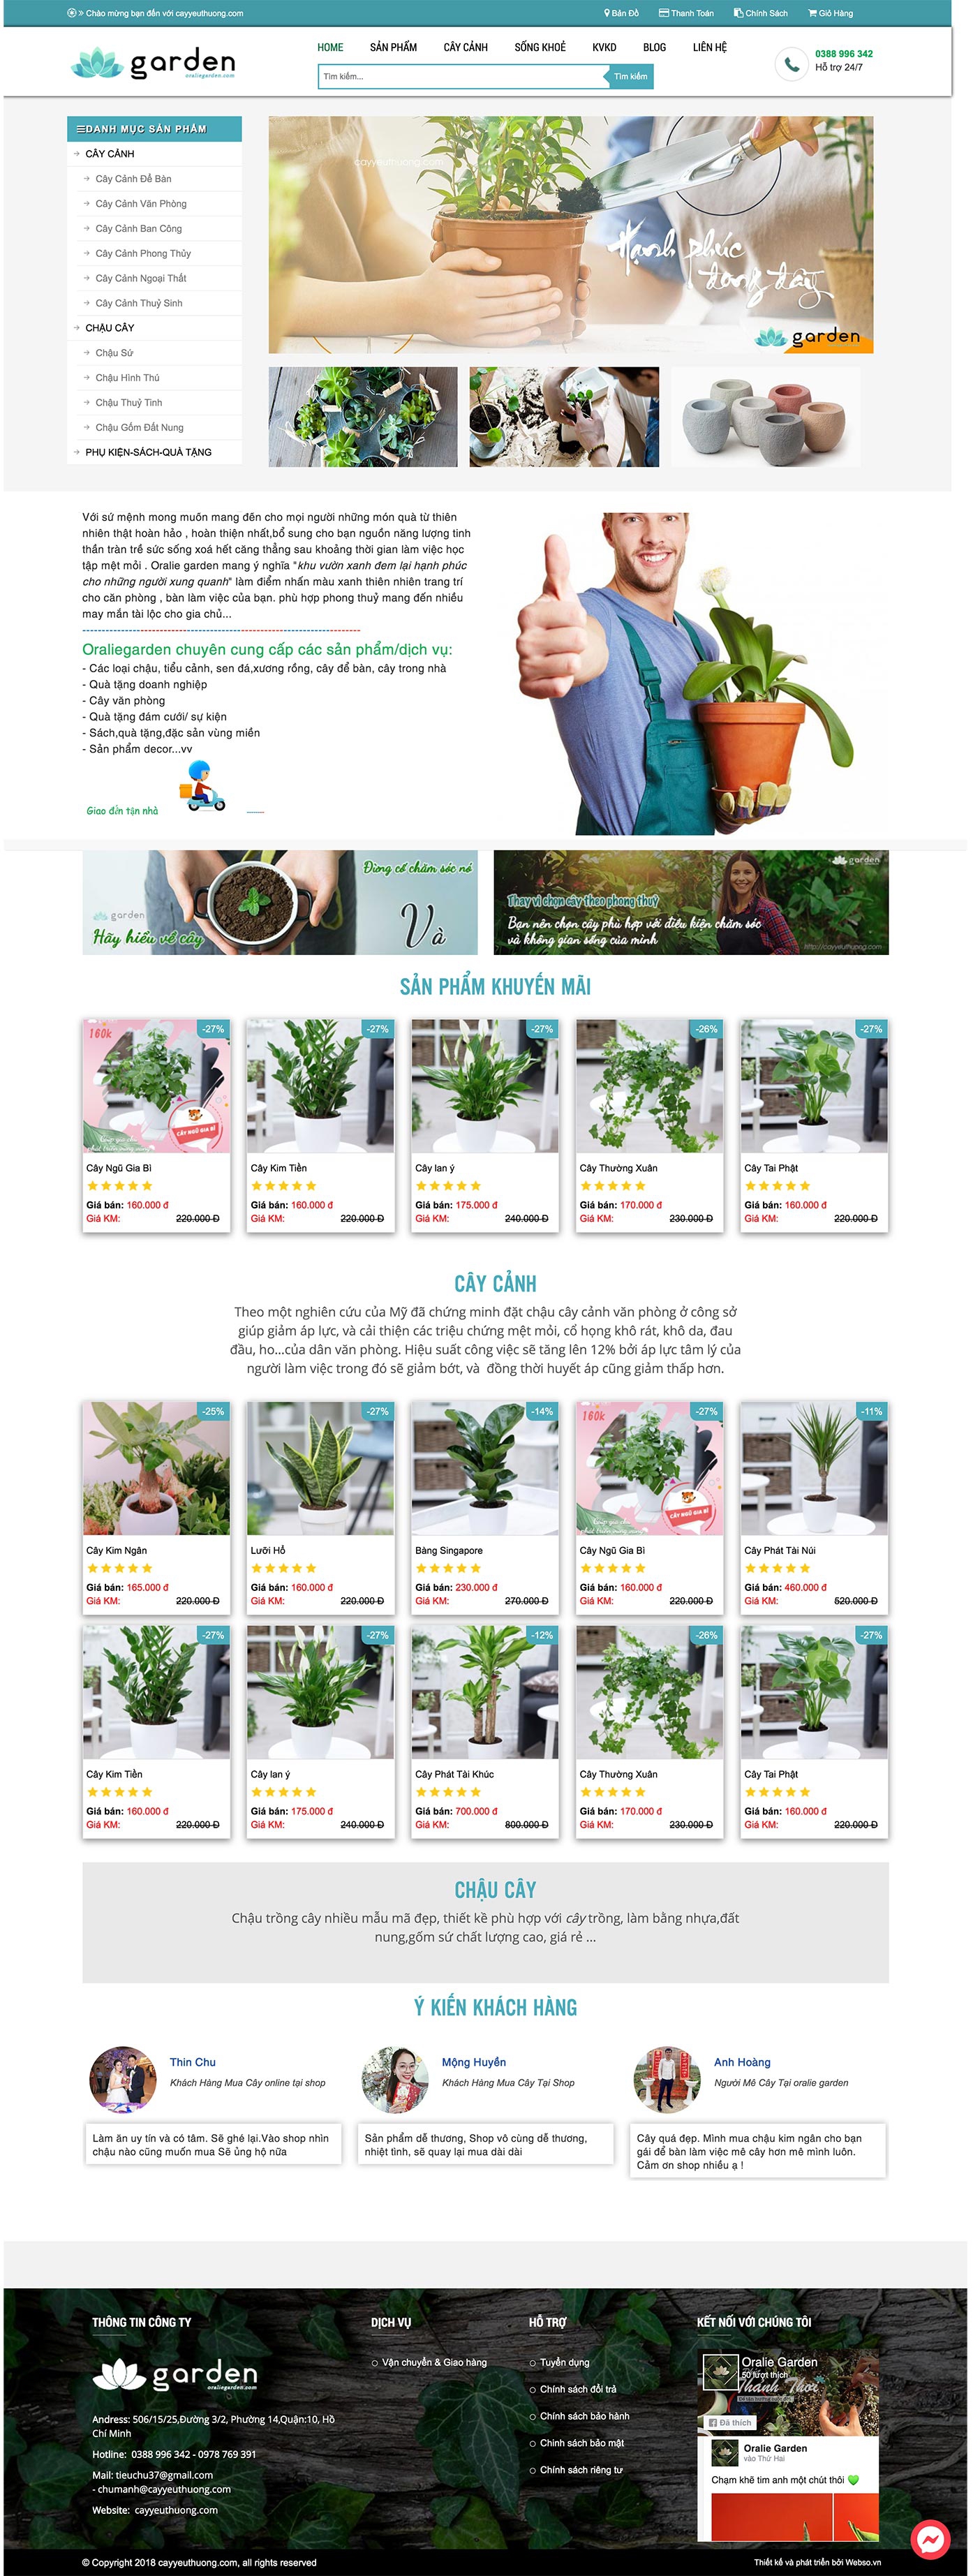 » Chào mừng bạn đến với cayyeuthuong.com
Bản Đồ Thanh Toán Chính Sách Giỏ Hàng
garden
oraliegarden.com
HOME SẢN PHẨM CÂY CẢNH SỐNG KHOẺ KVKD BLOG LIÊN HỆ
Tìm kiếm... Tìm kiếm
0388 996 342
Hỗ trợ 24/7
DANH MỤC SẢN PHẨM
CÂY CẢNH
Cây Cảnh Để Bàn
Cây Cảnh Văn Phòng
Cây Cảnh Ban Công
Cây Cảnh Phong Thủy
Cây Cảnh Ngoại Thất
Cây Cảnh Thuỷ Sinh
CHẬU CÂY
Chậu Sứ
Chậu Hình Thú
Chậu Thuỷ Tinh
Chậu Gốm Đất Nung
PHỤ KIỆN-SÁCH-QUÀ TẶNG
cayyeuthuong.com
Hạnh phúc
trong đây
garden
Với sứ mệnh mong muốn mang đến cho mọi người những món quà từ thiên
nhiên thật hoàn hảo , hoàn thiện nhất,bổ sung cho bạn nguồn năng lượng tinh
thần tràn trề sức sống xoá hết căng thẳng sau khoảng thời gian làm việc học
tập mệt mỏi . Oralie garden mang ý nghĩa "khu vườn xanh đem lại hạnh phúc
cho những người xung quanh" làm điểm nhấn màu xanh thiên nhiên trang trí
cho căn phòng , bàn làm việc của bạn. phù hợp phong thuỷ mang đến nhiều
may mắn tài lộc cho gia chủ...
Oraliegarden chuyên cung cấp các sản phẩm/dịch vụ:
- Các loại chậu, tiểu cảnh, sen đá,xương rồng, cây để bàn, cây trong nhà
- Quà tặng doanh nghiệp
- Cây văn phòng
- Quà tặng đám cưới/ sự kiện
- Sách,quà tặng,đặc sản vùng miền
- Sản phẩm decor...vv
Giao đến tận nhà
Đừng cố chăm sóc nó
garden
Và
Hãy hiểu về cây
garden
Thay vì chọn cây theo phong thuỷ
Bạn nên chọn cây phù hợp với điều kiện chăm sóc
và không gian sống của mình
http://cayyeuthuong.com
SẢN PHẨM KHUYẾN MÃI
160k -27% -27% -27% -26% -27%
CÂY NGŨ GIA BÌ
Cây Ngũ Gia Bì Cây Kim Tiền Cây lan ý Cây Thường Xuân Cây Tai Phật
Giá bán: 160.000 đ Giá bán: 160.000 đ Giá bán: 175.000 đ Giá bán: 170.000 đ Giá bán: 160.000 đ
Giá KM: 220.000 Đ Giá KM: 220.000 Đ Giá KM: 240.000 Đ Giá KM: 230.000 Đ Giá KM: 220.000 Đ
CÂY CẢNH
Theo một nghiên cứu của Mỹ đã chứng minh đặt chậu cây cảnh văn phòng ở công sở
giúp giảm áp lực, và cải thiện các triệu chứng mệt mỏi, cổ họng khô rát, khô da, đau
đầu, ho...của dân văn phòng. Hiệu suất công việc sẽ tăng lên 12% bởi áp lực tâm lý của
người làm việc trong đó sẽ giảm bớt, và đồng thời huyết áp cũng giảm thấp hơn.
-25% -27% -14% 160k -27% -11%
CÂY NGŨ GIA BÌ
Cây Kim Ngân Lưỡi Hổ Bàng Singapore Cây Ngũ Gia Bì Cây Phát Tài Núi
Giá bán: 165.000 đ Giá bán: 160.000 đ Giá bán: 230.000 đ Giá bán: 160.000 đ Giá bán: 460.000 đ
Giá KM: 220.000 Đ Giá KM: 220.000 Đ Giá KM: 270.000 Đ Giá KM: 220.000 Đ Giá KM: 520.000 Đ
-27% -27% -12% -26% -27%
Cây Kim Tiền Cây lan ý Cây Phát Tài Khúc Cây Thường Xuân Cây Tai Phật
Giá bán: 160.000 đ Giá bán: 175.000 đ Giá bán: 700.000 đ Giá bán: 170.000 đ Giá bán: 160.000 đ
Giá KM: 220.000 Đ Giá KM: 240.000 Đ Giá KM: 800.000 Đ Giá KM: 230.000 Đ Giá KM: 220.000 Đ
CHẬU CÂY
Chậu trồng cây nhiều mẫu mã đẹp, thiết kề phù hợp với cây trồng, làm bằng nhựa,đất
nung,gốm sứ chất lượng cao, giá rẻ ...
Ý KIẾN KHÁCH HÀNG
Thin Chu
Khách Hàng Mua Cây online tại shop
Làm ăn uy tín và có tâm. Sẽ ghé lại.Vào shop nhìn
chậu nào cũng muốn mua Sẽ ủng hộ nữa
Mộng Huyền
Khách Hàng Mua Cây Tại Shop
Sản phẩm dễ thương, Shop vô cùng dễ thương,
nhiệt tình, sẽ quay lại mua dài dài
Anh Hoàng
Người Mê Cây Tại oralie garden
Cây quá đẹp. Mình mua chậu kim ngân cho bạn
gái để bàn làm việc mê cây hơn mê mình luôn.
Cảm ơn shop nhiều ạ !
THÔNG TIN CÔNG TY
garden
oraliegarden.com
Andress: 506/15/25,Đường 3/2, Phường 14,Quận:10, Hồ
Chí Minh
Hotline: 0388 996 342 - 0978 769 391
Mail: tieuchu37@gmail.com
- chumanh@cayyeuthuong.com
Website: cayyeuthuong.com
DỊCH VỤ
Vận chuyển & Giao hàng
HỖ TRỢ
Tuyển dụng
Chính sách đổi trả
Chính sách bảo hành
Chính sách bảo mật
Chính sách riêng tư
KẾT NỐI VỚI CHÚNG TÔI
Oralie Garden
50 lượt thích
Thảnh Thơi
Đã thích
Oralie Garden
vào Thứ Hai
Chạm khẽ tim anh một chút thôi
© Copyright 2018 cayyeuthuong.com, all rights reserved
Thiết kế và phát triển bởi Webso.vn